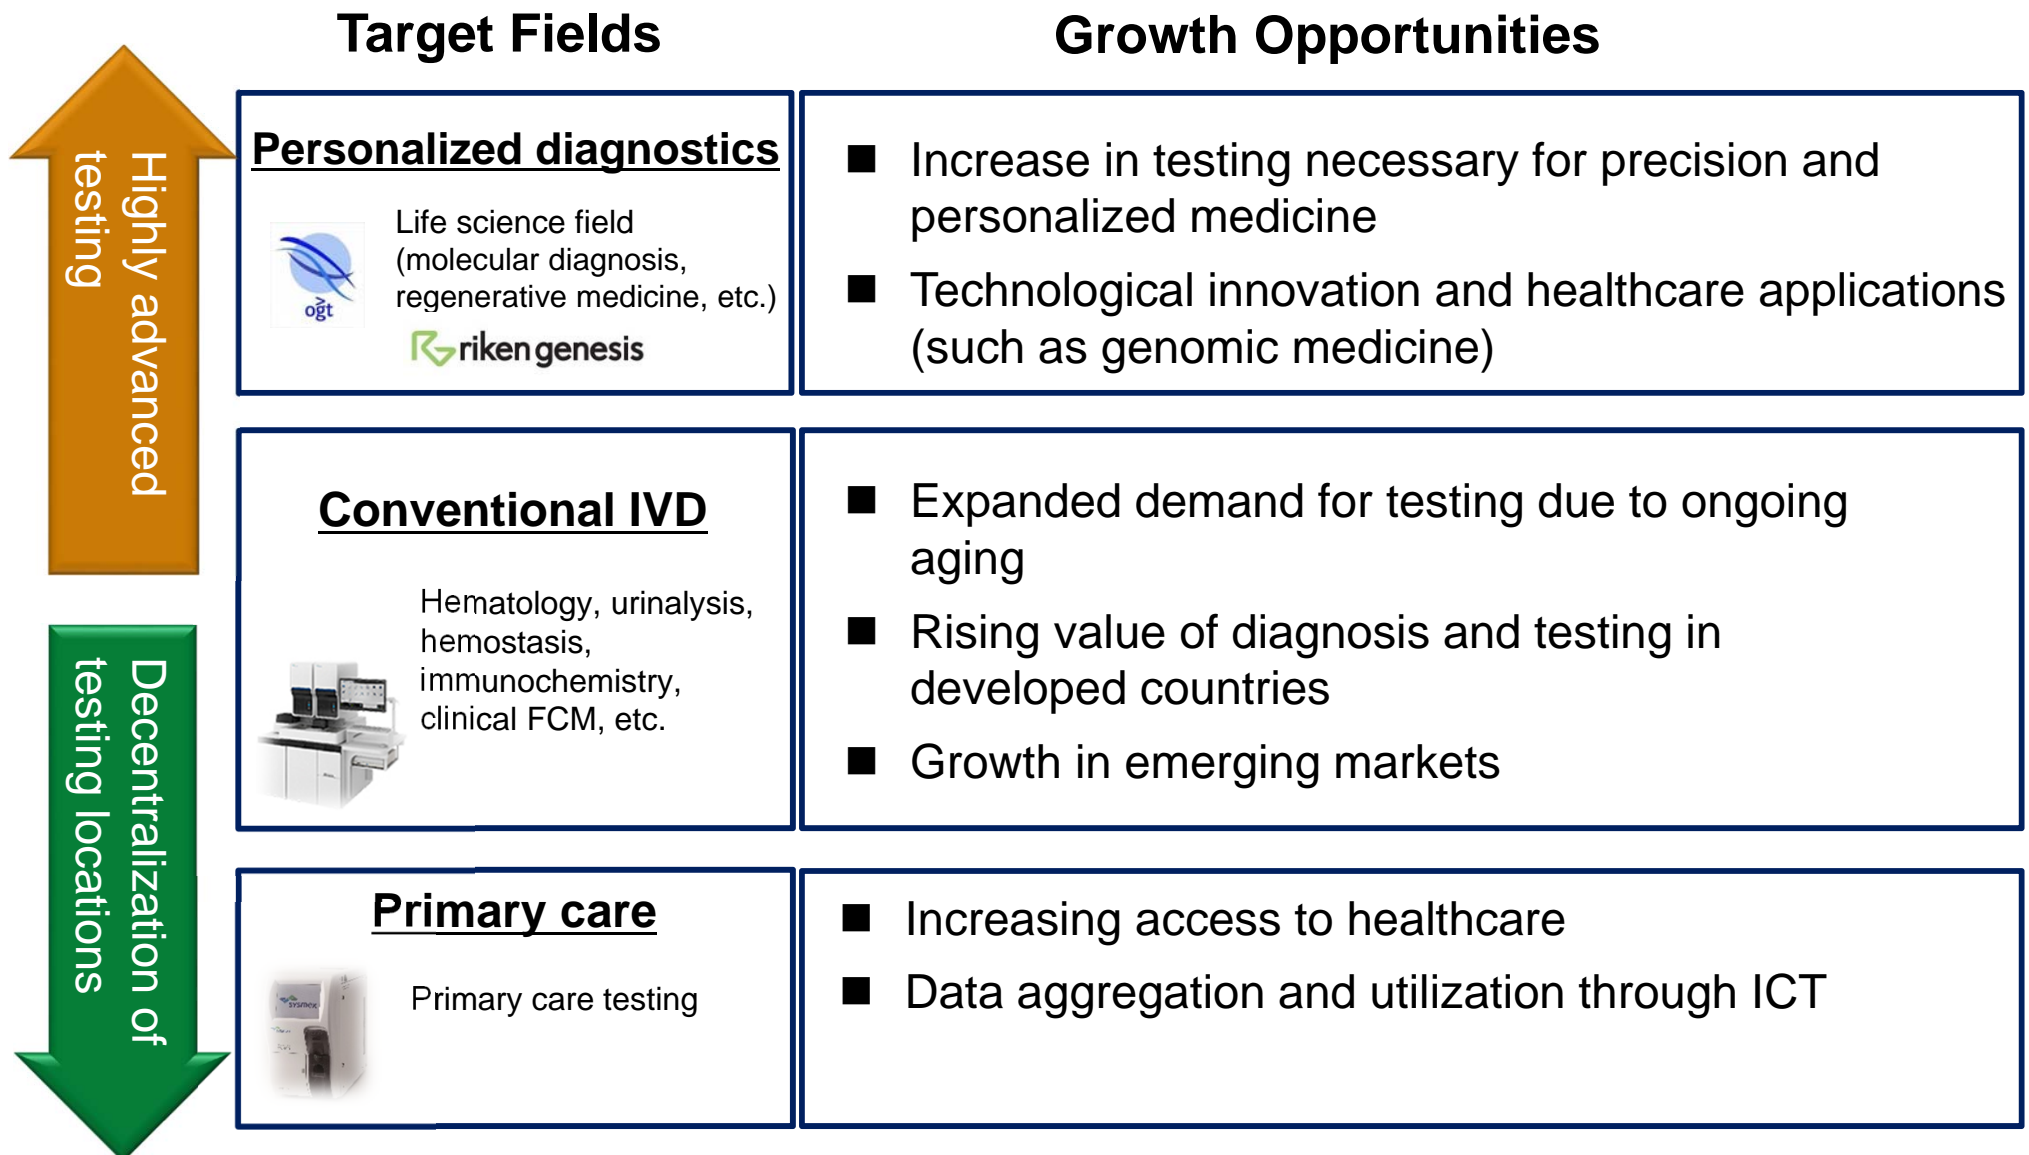 Target Fields
Growth Opportunities
Highly advanced
testing
Personalized diagnostics
Life science field
(molecular diagnosis,
regenerative medicine, etc.)
ogt
riken genesis
■ Increase in testing necessary for precision and
personalized medicine
■ Technological innovation and healthcare applications
(such as genomic medicine)
Conventional IVD
Hematology, urinalysis,
hemostasis,
immunochemistry,
clinical FCM, etc.
■ Expanded demand for testing due to ongoing
aging
■ Rising value of diagnosis and testing in
developed countries
■ Growth in emerging markets
Decentralization of
testing locations
Primary care
Primary care testing
sysmex
■ Increasing access to healthcare
■ Data aggregation and utilization through ICT